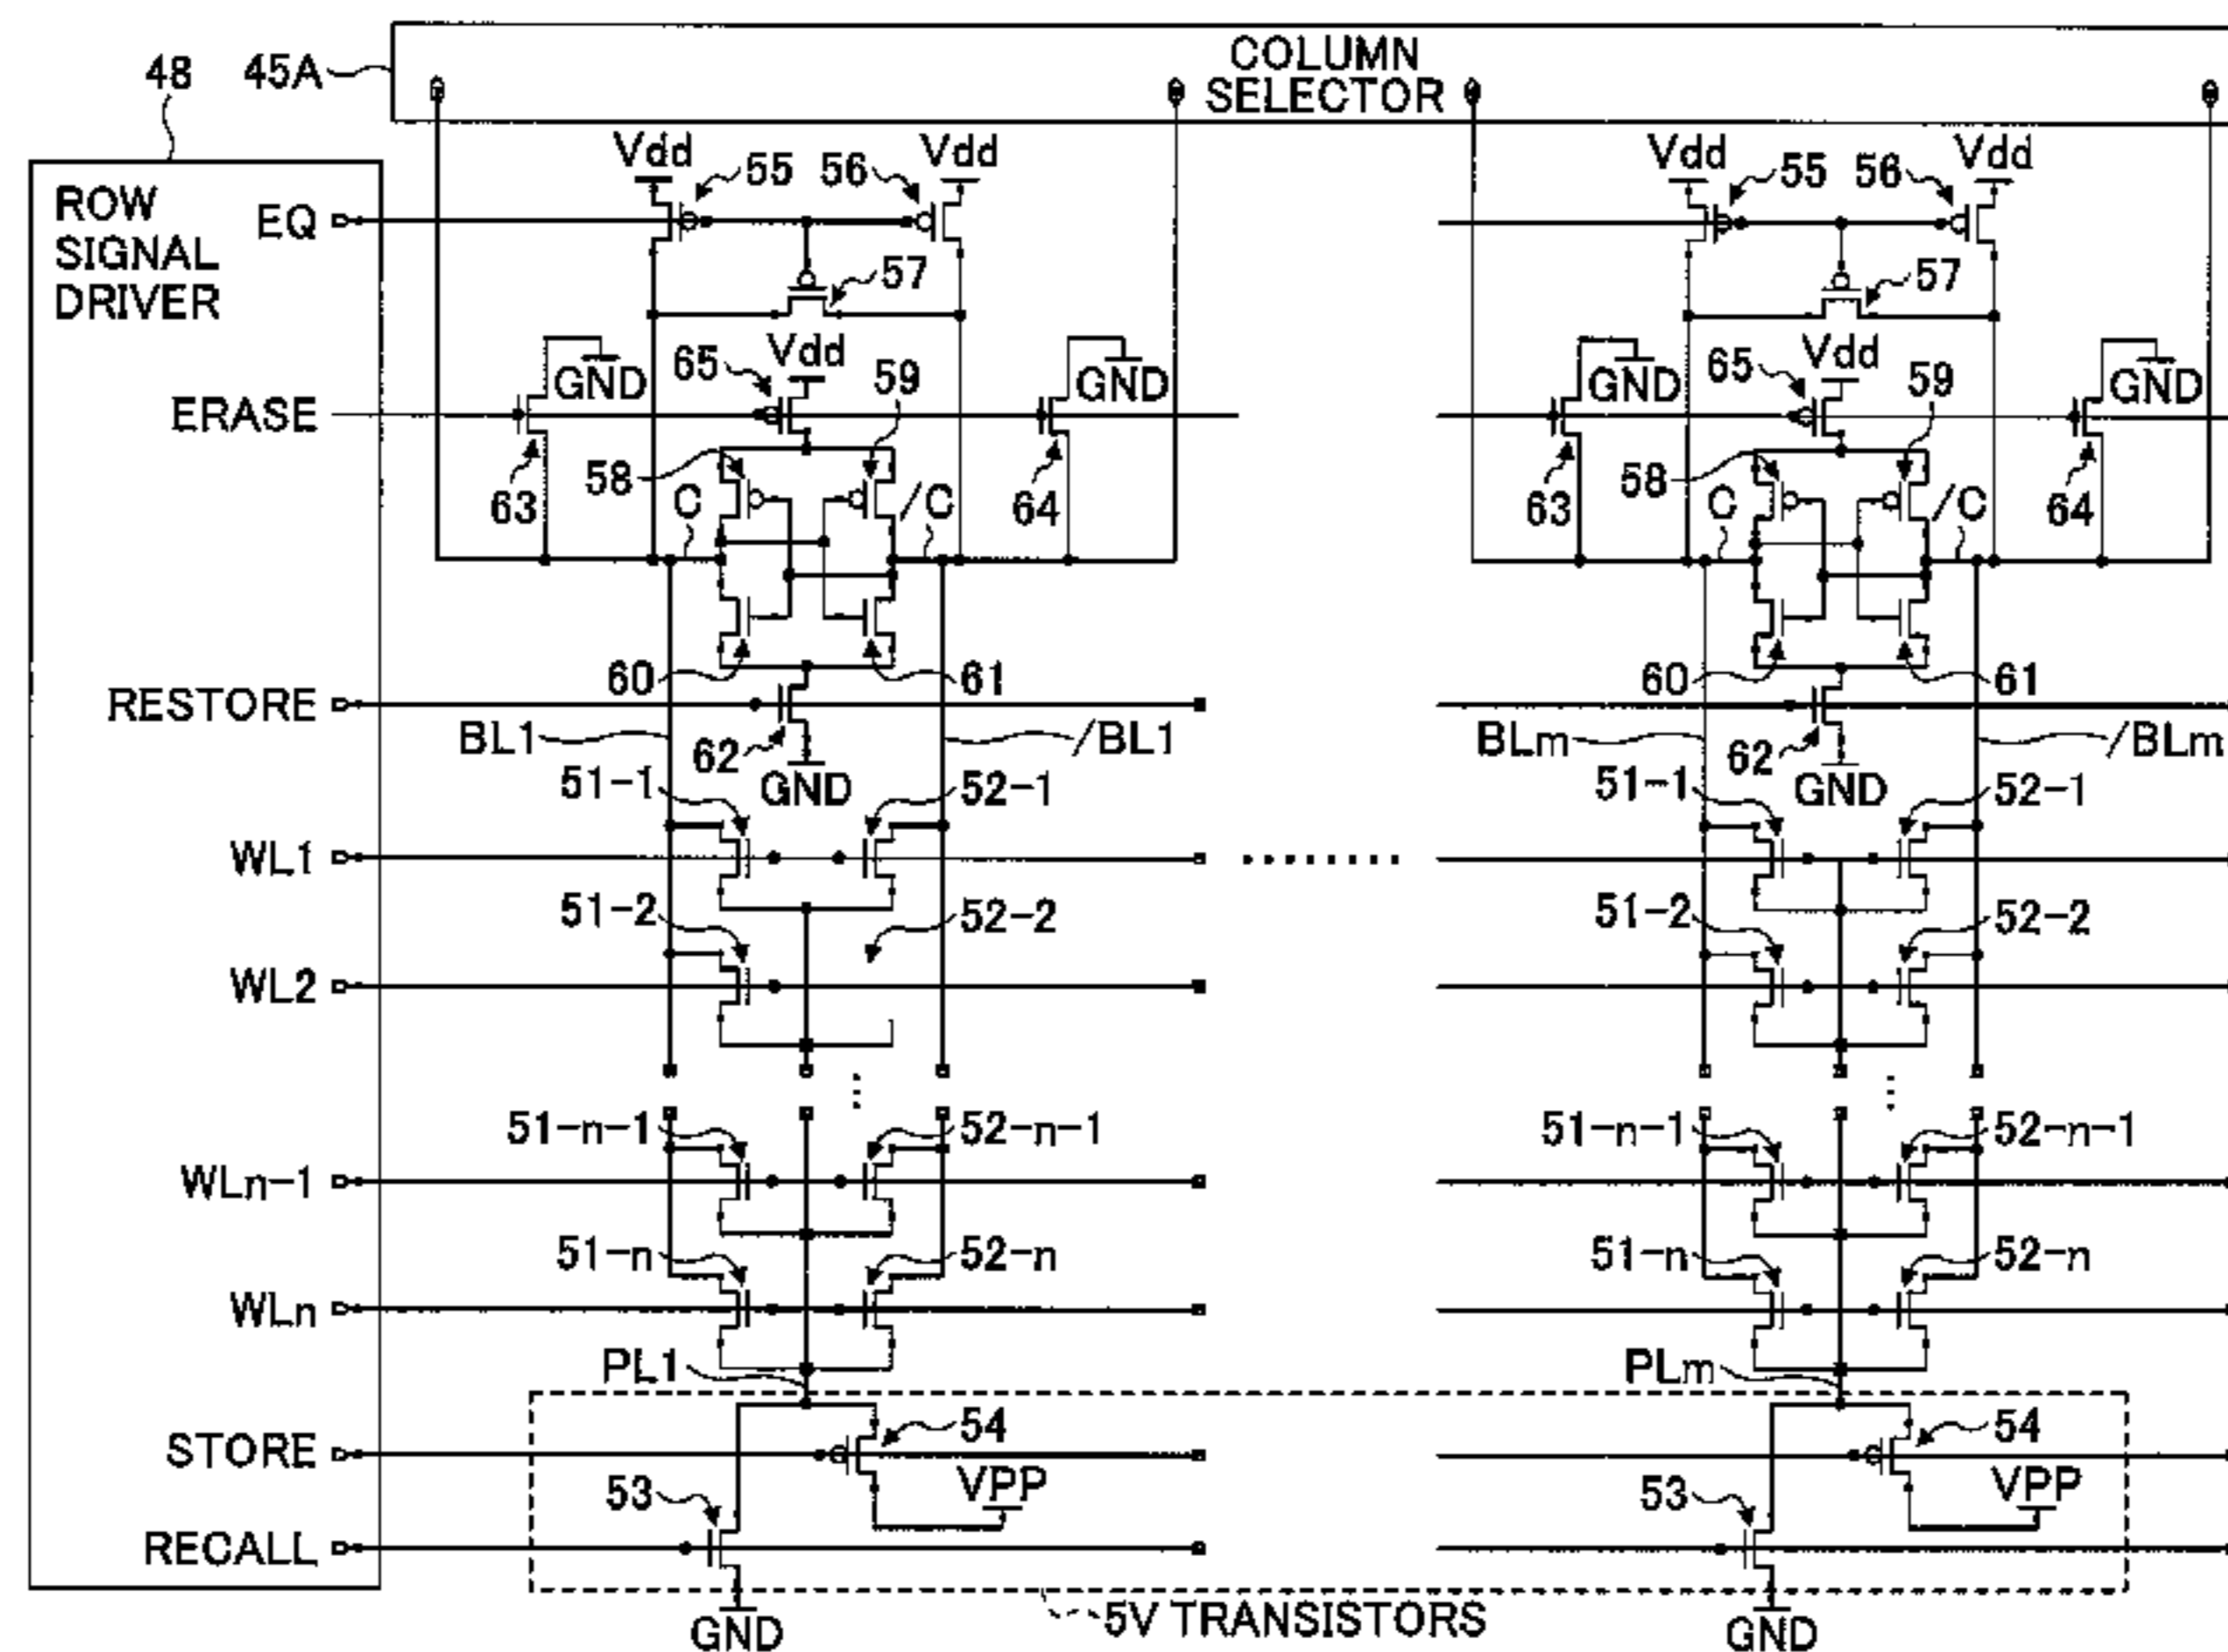 COLUMN
SELECTOR
48 45A
ROW
SIGNAL
DRIVER
Vdd 55 56 Vdd Vdd 55 56 Vdd
EQ
57 57
65 Vdd 59 65 Vdd 59
GND GND GND GND
ERASE
63 58 C /C 64 63 58 C /C 64
60 61 60 61
RESTORE
BL1 62 /BL1 BLm 62 /BLm
GND GND
51-1 52-1 51-1 52-1
WL1
51-2 52-2 51-2 52-2
WL2
51-n-1 52-n-1 51-n-1 52-n-1
WLn-1
51-n 52-n 51-n 52-n
WLn
PL1 PLm
STORE
54 54
53 VPP 53 VPP
RECALL
5V TRANSISTORS
GND GND